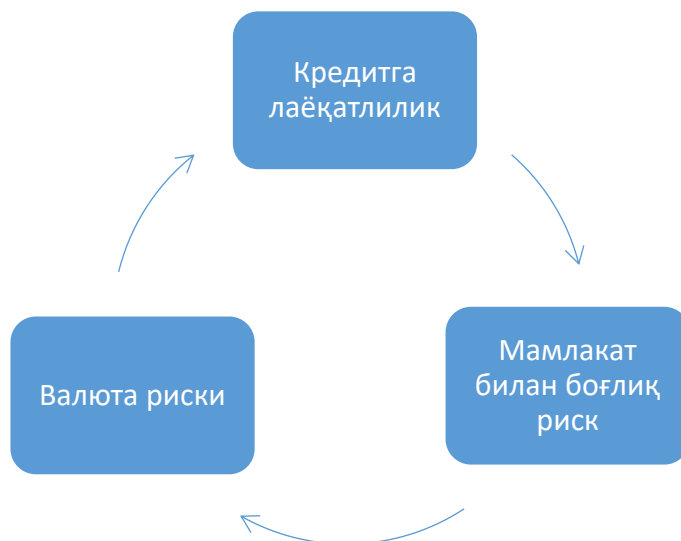 Кредитга
лаёқатлилик
Мамлакат
билан боғлиқ
риск
Валюта риски